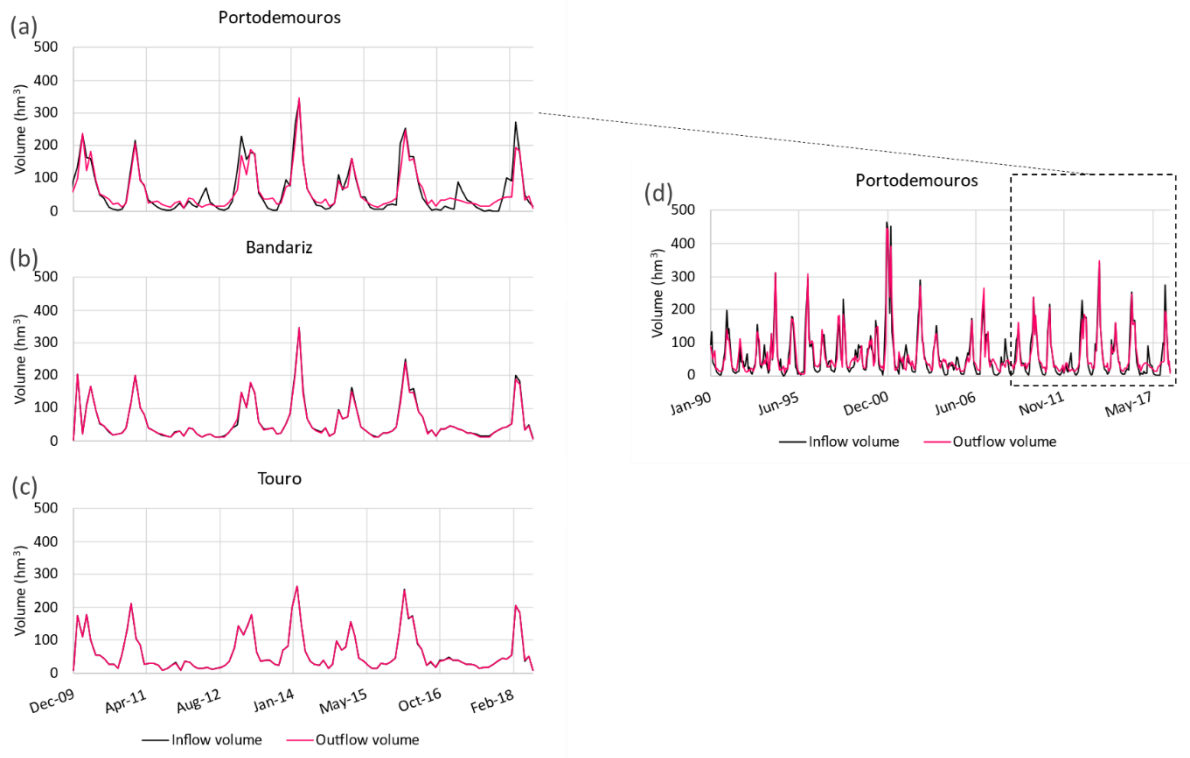 (a)
Portodemouros
Volume (hm³)
500
400
300
200
100
0
(b)
Bandariz
Volume (hm³)
500
400
300
200
100
0
(c)
Touro
Volume (hm³)
500
400
300
200
100
0
Dec-09 Apr-11 Aug-12 Jan-14 May-15 Oct-16 Feb-18
Inflow volume Outflow volume
(d)
Portodemouros
Volume (hm³)
500
400
300
200
100
0
Jan-90 Jun-95 Dec-00 Jun-06 Nov-11 May-17
Inflow volume Outflow volume